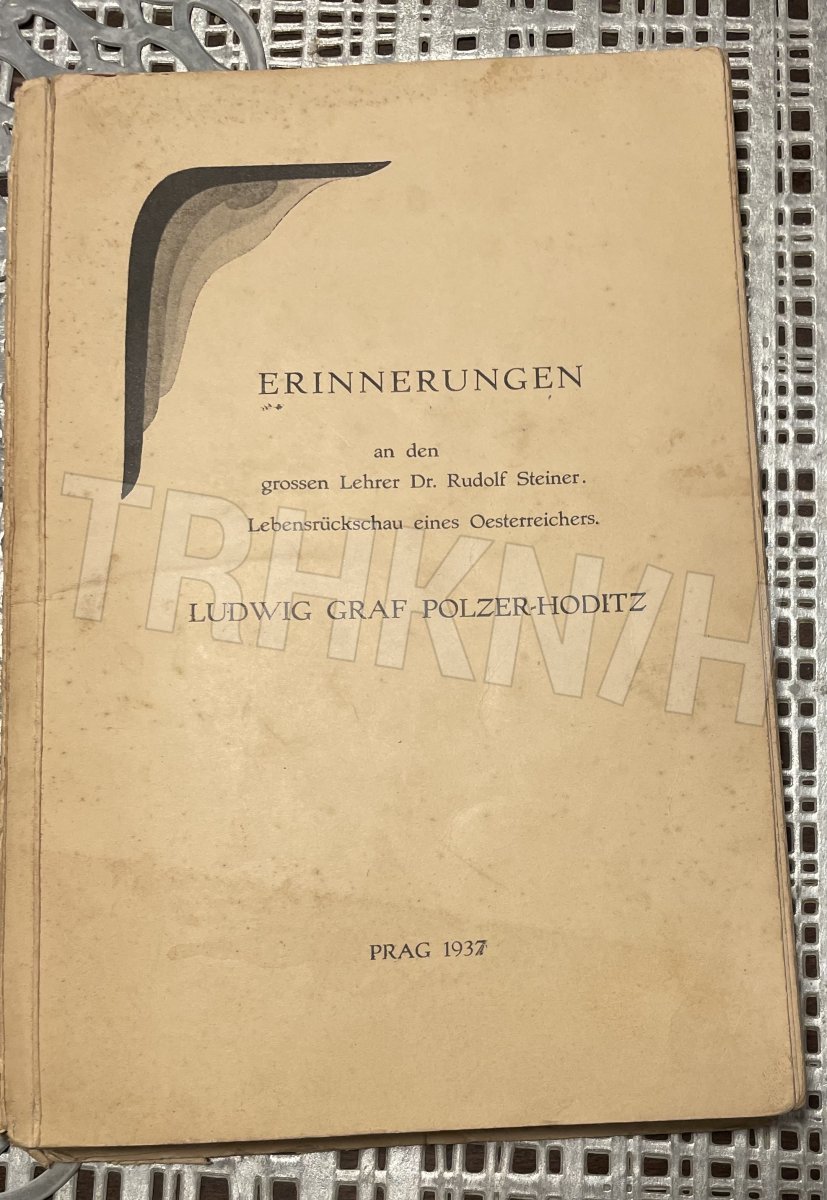 ERINNERUNGEN
an den
grossen Lehrer Dr. Rudolf Steiner.
Lebensrückschau eines Oesterreichers.
LUDWIG GRAF POLZER-HODITZ
TRHKN/H
PRAG 1937